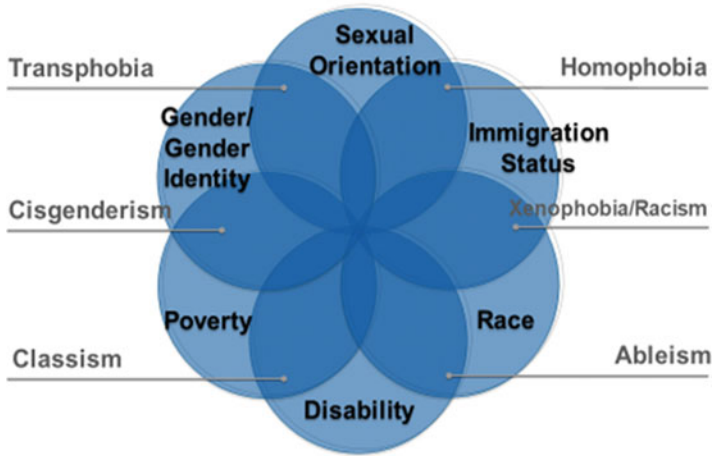 Sexual
Orientation
Transphobia
Homophobia
Gender/
Gender
Identity
Immigration
Status
Cisgenderism
Xenophobia/Racism
Poverty
Race
Classism
Ableism
Disability